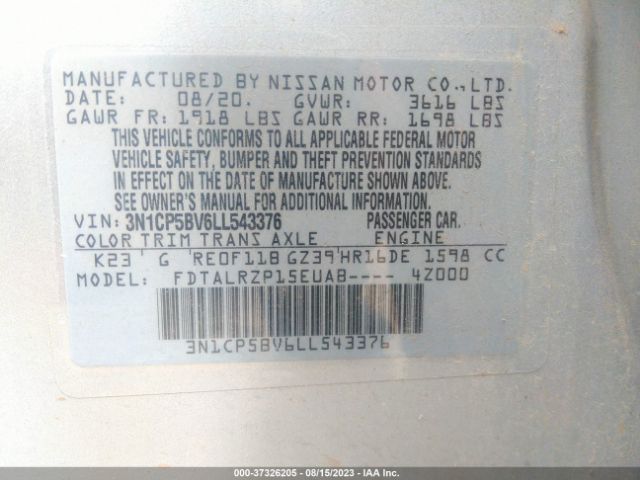 MANUFACTURED BY NISSAN MOTOR CO.,LTD.
DATE: 08/20. GVWR: 3616 LBS
GAWR FR: 1918 LBS GAWR RR: 1698 LBS
THIS VEHICLE CONFORMS TO ALL APPLICABLE FEDERAL MOTOR
VEHICLE SAFETY, BUMPER AND THEFT PREVENTION STANDARDS
IN EFFECT ON THE DATE OF MANUFACTURE SHOWN ABOVE.
SEE OWNER'S MANUAL FOR ADDITIONAL INFORMATION.
VIN: 3N1CP5BV6LL543376 PASSENGER CAR.
COLOR TRIM TRANS AXLE ENGINE
K23 G RE0F11B GZ39 HR16DE 1598 CC
MODEL: FDTALRZP15EUAB---- 4Z000
3N1CP5BV6LL543376
000-37326205 - 08/15/2023 - IAA Inc.